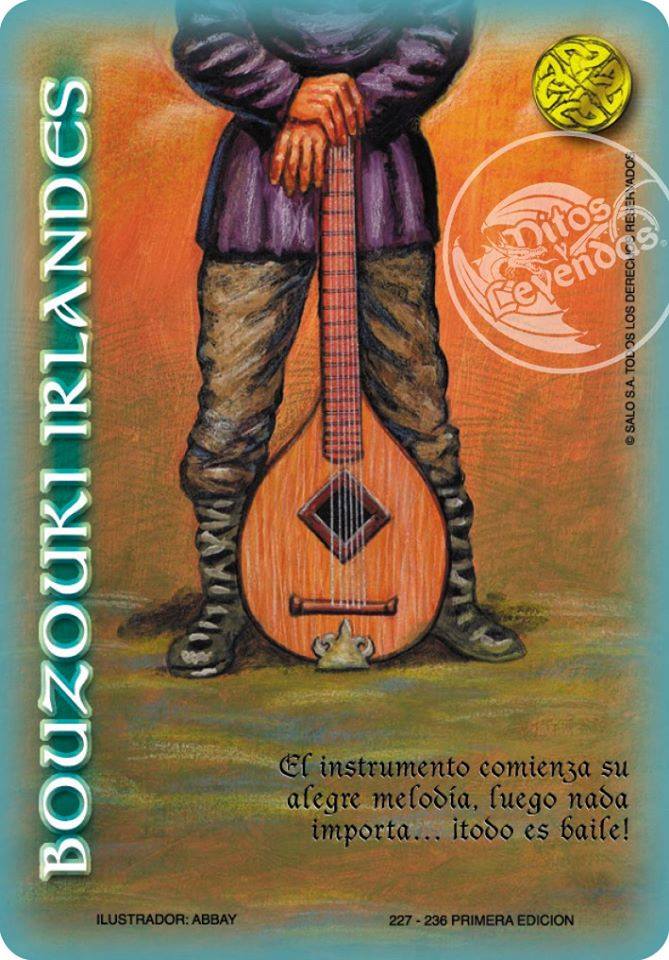 BOUZOUKI IRLANDES
Mitos
y
Leyendas
© SALO S.A. TODOS LOS DERECHOS RESERVADOS
El instrumento comienza su
alegre melodía, luego nada
importa... ¡todo es baile!
ILUSTRADOR: ABBAY
227 - 236 PRIMERA EDICION